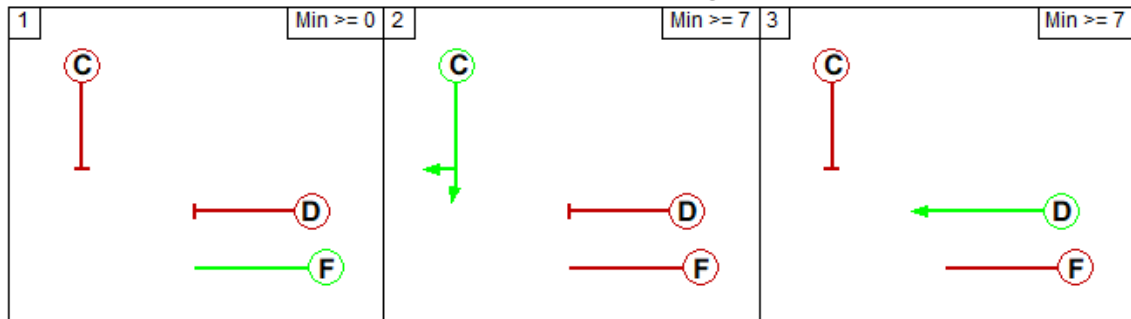 1 Min >= 0 2 Min >= 7 3 Min >= 7
C C C
D D D
F F F